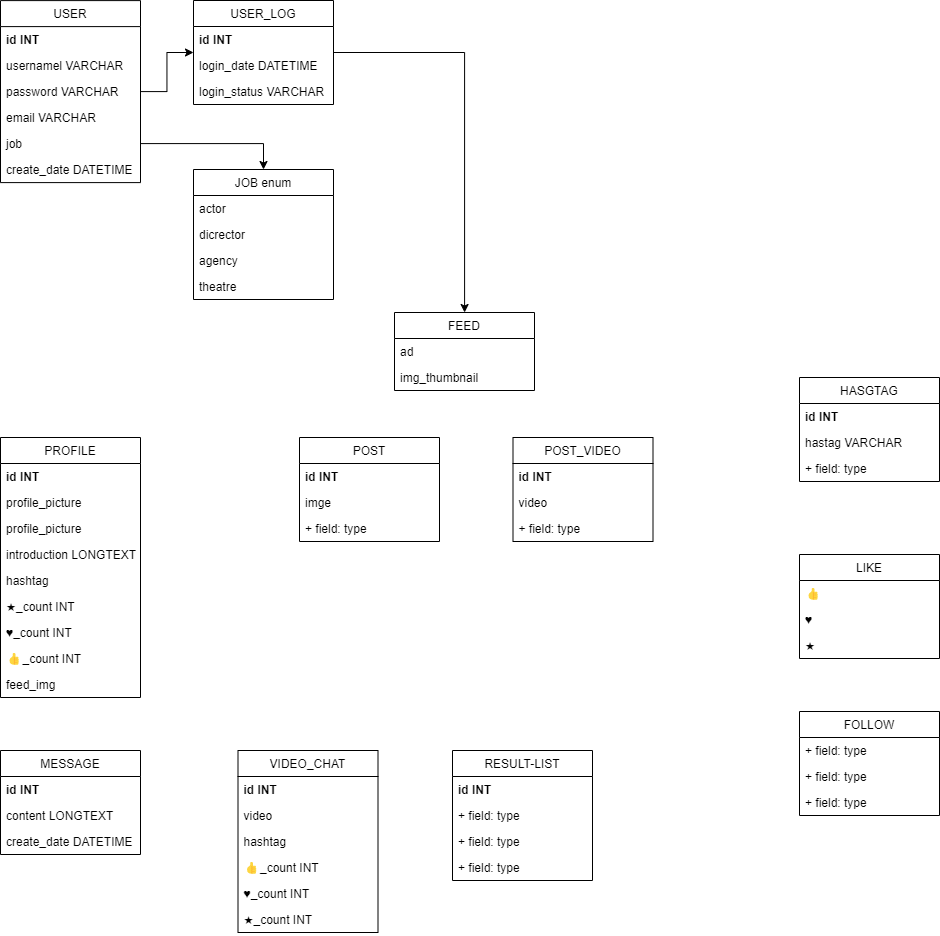 USER
id INT
usernamel VARCHAR
password VARCHAR
email VARCHAR
job
create_date DATETIME
USER_LOG
id INT
login_date DATETIME
login_status VARCHAR
JOB enum
actor
dicrector
agency
theatre
FEED
ad
img_thumbnail
HASGTAG
id INT
hastag VARCHAR
+ field: type
PROFILE
id INT
profile_picture
profile_picture
introduction LONGTEXT
hashtag
★_count INT
♥_count INT
👍_count INT
feed_img
POST
id INT
imge
+ field: type
POST_VIDEO
id INT
video
+ field: type
LIKE
👍
♥
★
FOLLOW
+ field: type
+ field: type
+ field: type
MESSAGE
id INT
content LONGTEXT
create_date DATETIME
VIDEO_CHAT
id INT
video
hashtag
👍_count INT
♥_count INT
★_count INT
RESULT-LIST
id INT
+ field: type
+ field: type
+ field: type